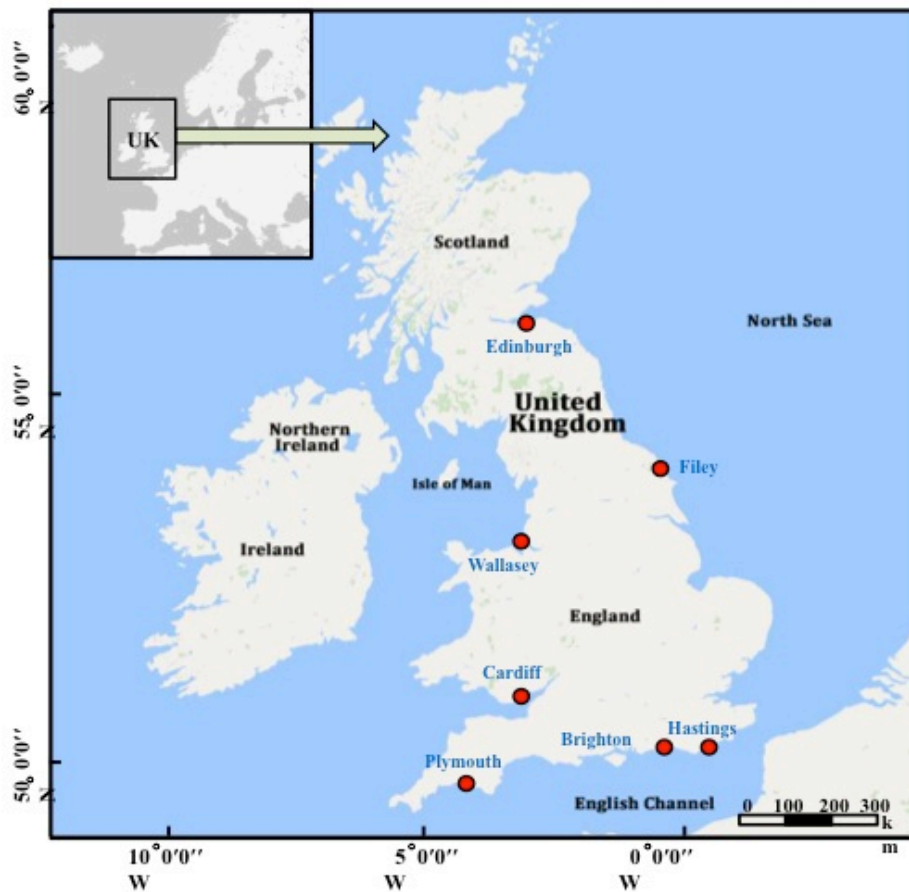 60°0'0''
UK
Scotland
North Sea
Edinburgh
55°0'0''
United
Kingdom
Northern
Ireland
Filey
Isle of Man
Ireland
Wallasey
England
Cardiff
Hastings
Brighton
Plymouth
50°0'0''
English Channel
0 100 200 300
k
m
10°0'0'' 5°0'0'' 0°0'0''
W W W